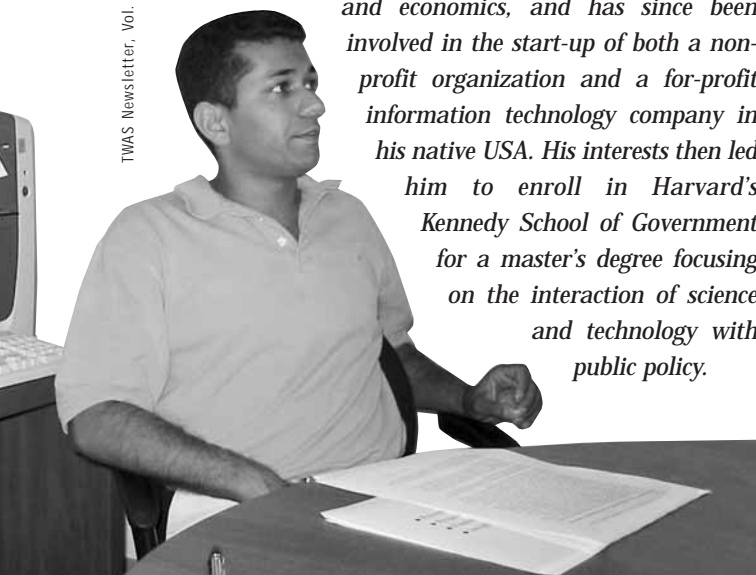 and economics, and has since been
involved in the start-up of both a non-
profit organization and a for-profit
information technology company in
his native USA. His interests then led
him to enroll in Harvard's
Kennedy School of Government
for a master's degree focusing
on the interaction of science
and technology with
public policy.
TWAS Newsletter, Vol.